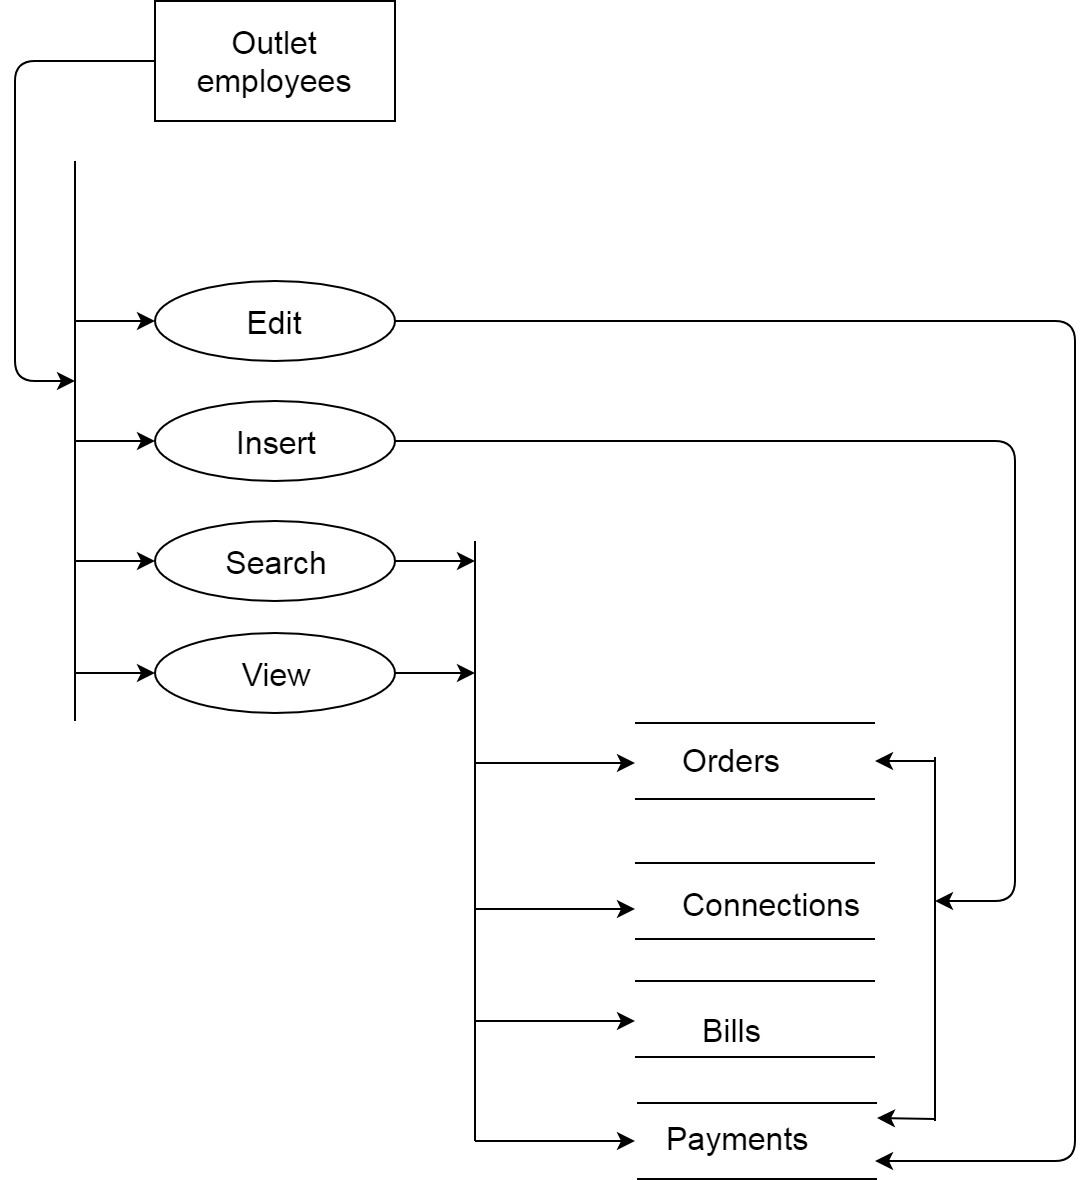 Outlet
employees
Edit
Insert
Search
View
Orders
Connections
Bills
Payments